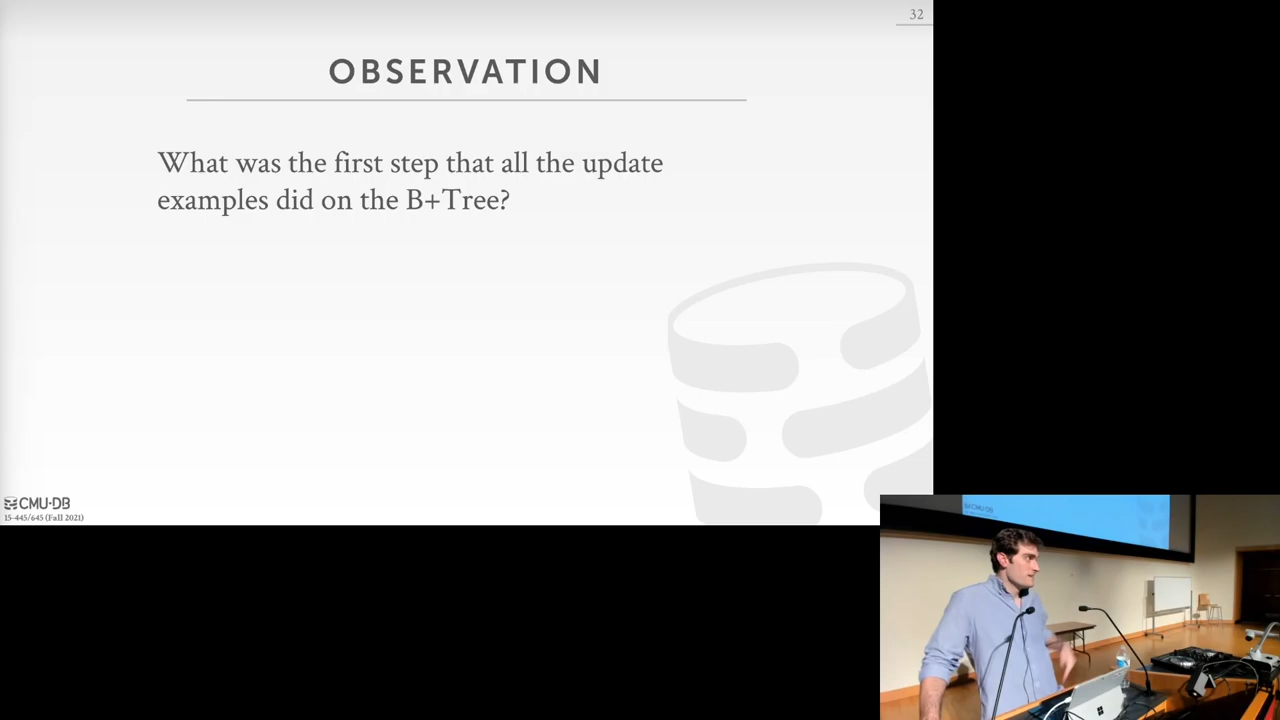 32
OBSERVATION
What was the first step that all the update
examples did on the B+Tree?
CMU·DB
15-445/645 (Fall 2021)